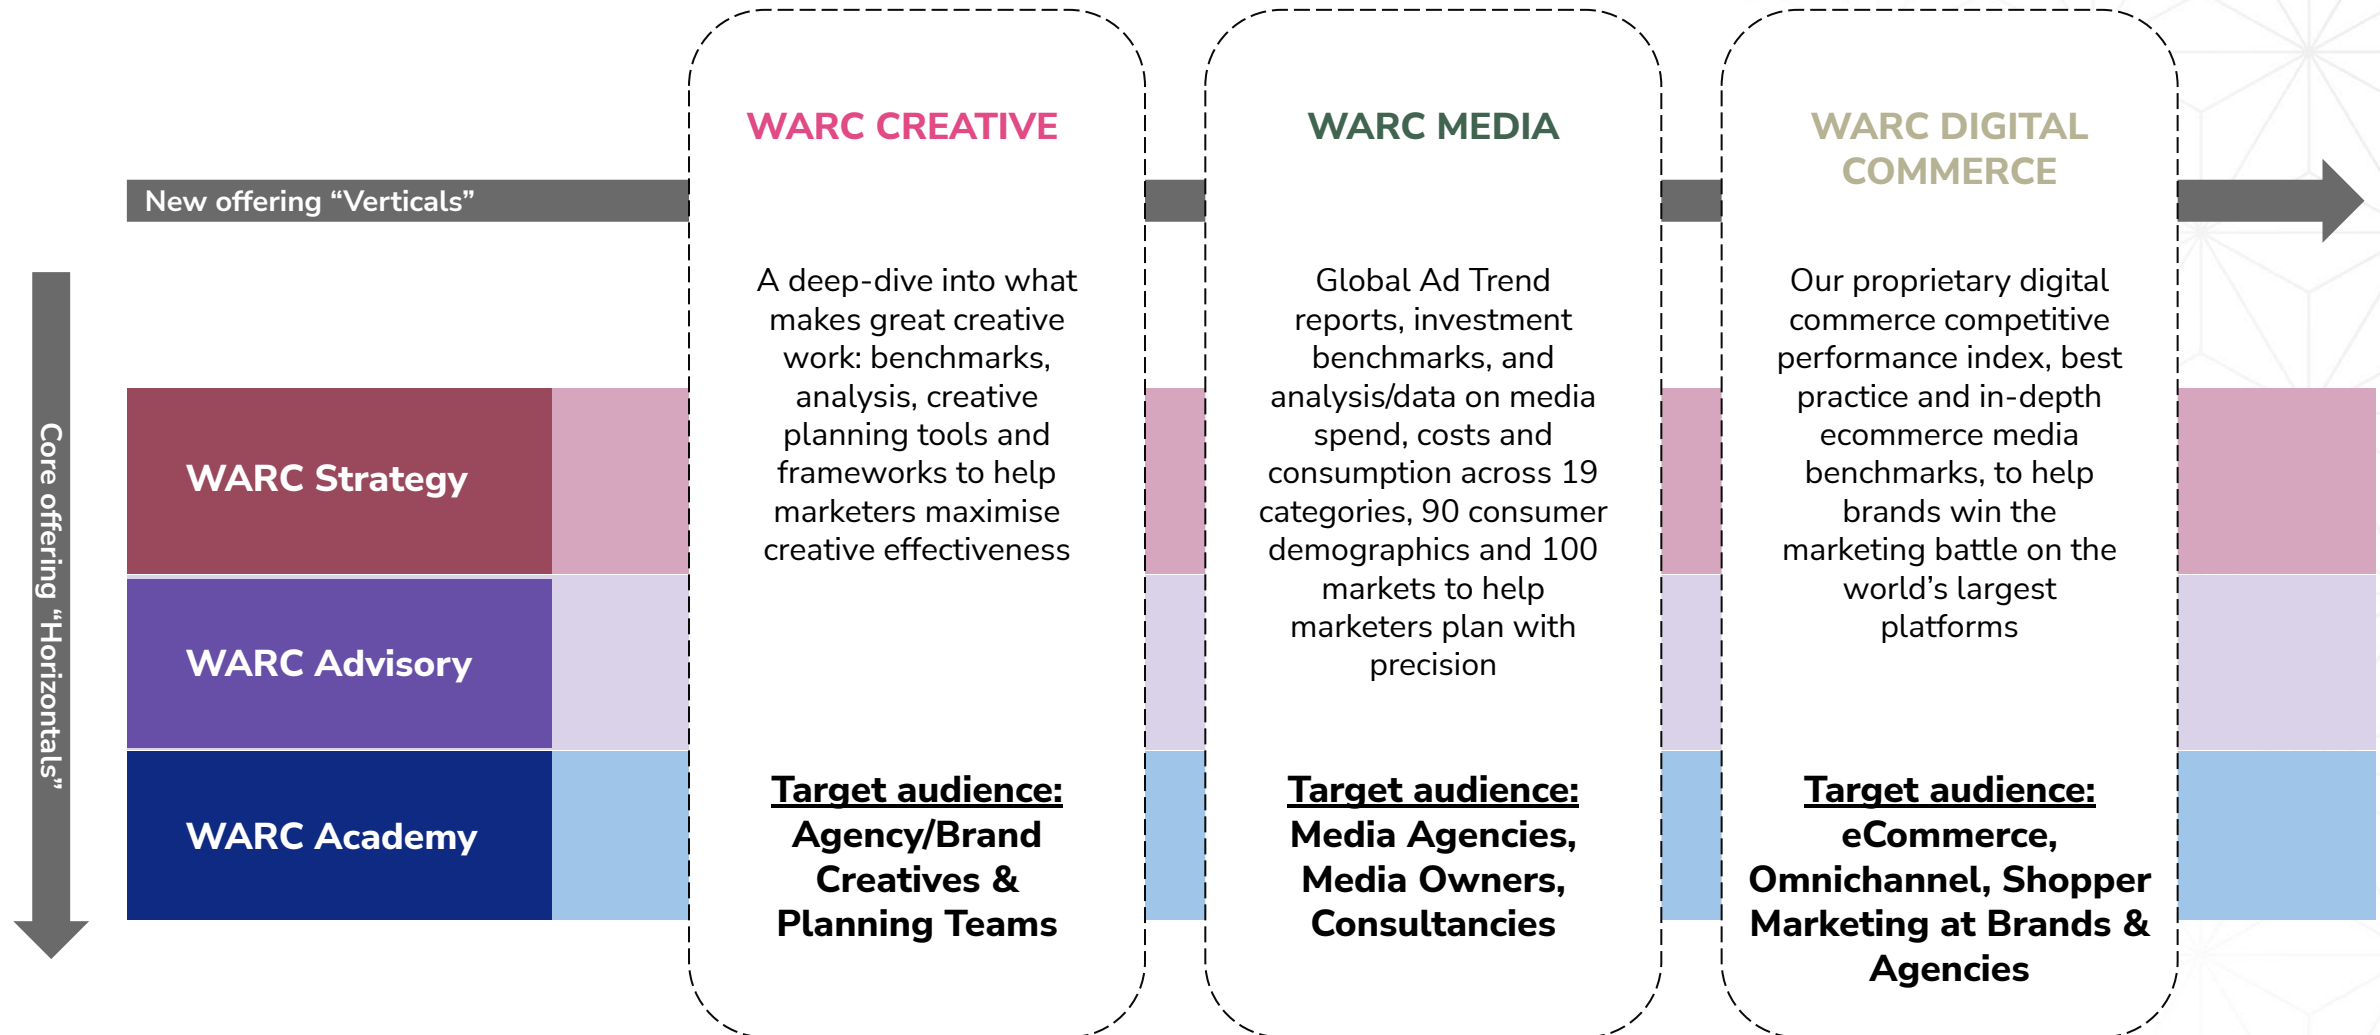 WARC CREATIVE
WARC MEDIA
WARC DIGITAL
COMMERCE
New offering “Verticals”
Core offering “Horizontals”
WARC Strategy
WARC Advisory
WARC Academy
A deep-dive into what
makes great creative
work: benchmarks,
analysis, creative
planning tools and
frameworks to help
marketers maximise
creative effectiveness
Target audience:
Agency/Brand
Creatives &
Planning Teams
Global Ad Trend
reports, investment
benchmarks, and
analysis/data on media
spend, costs and
consumption across 19
categories, 90 consumer
demographics and 100
markets to help
marketers plan with
precision
Target audience:
Media Agencies,
Media Owners,
Consultancies
Our proprietary digital
commerce competitive
performance index, best
practice and in-depth
ecommerce media
benchmarks, to help
brands win the
marketing battle on the
world’s largest
platforms
Target audience:
eCommerce,
Omnichannel, Shopper
Marketing at Brands &
Agencies